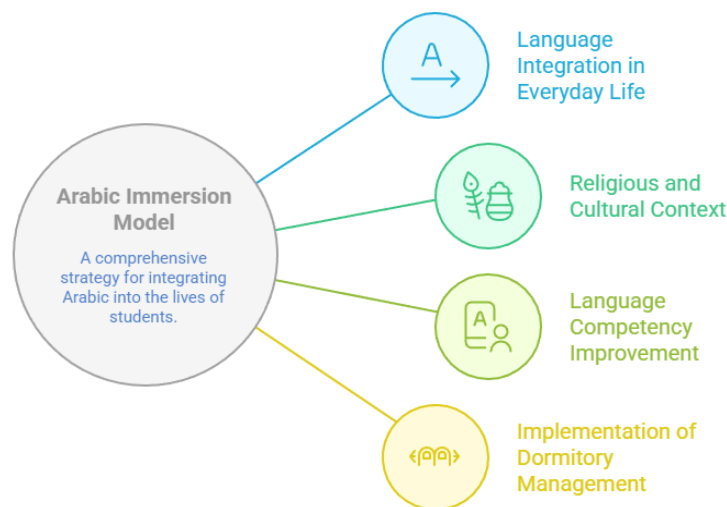 Arabic Immersion
Model
A comprehensive
strategy for integrating
Arabic into the lives of
students.
A
Language
Integration in
Everyday Life
Religious and
Cultural Context
A
Language
Competency
Improvement
Implementation of
Dormitory
Management